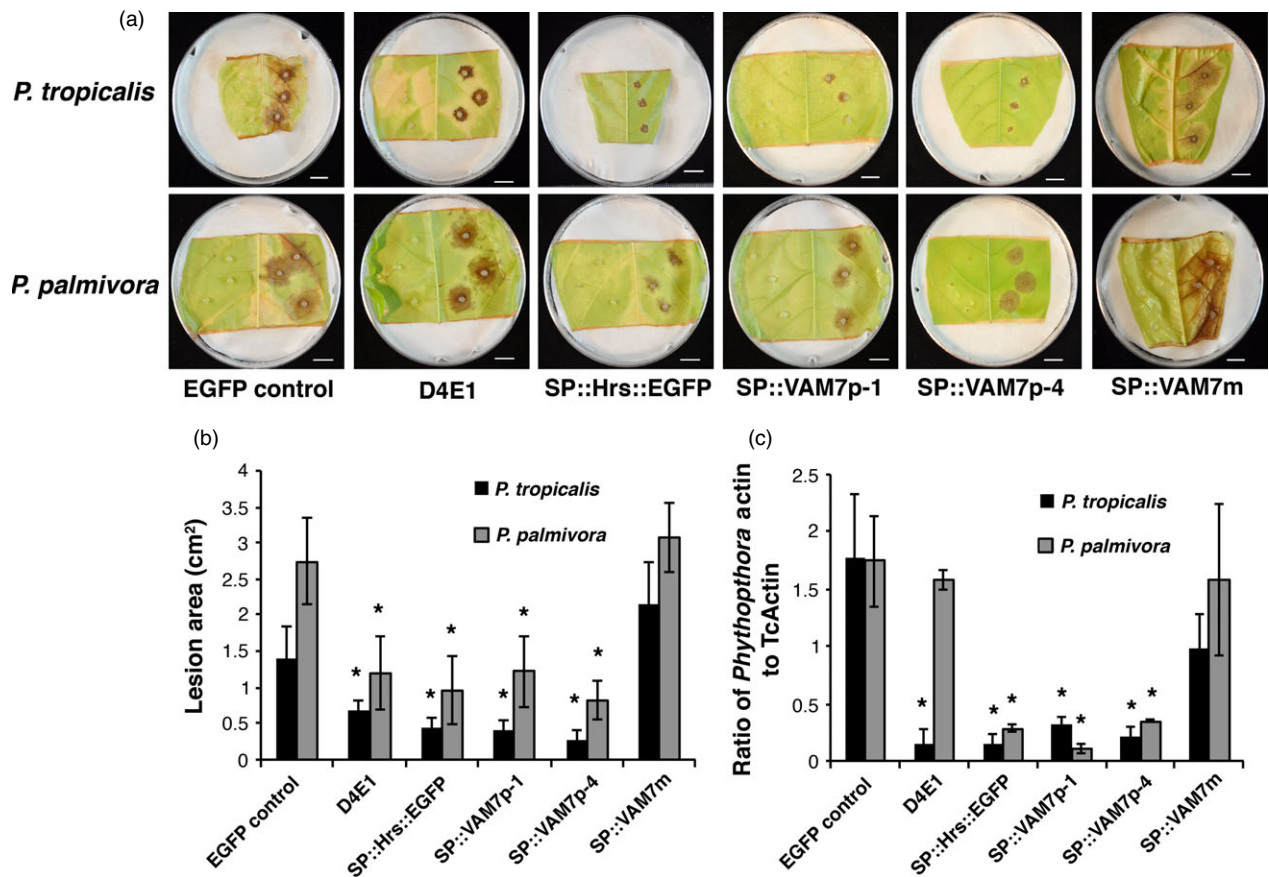 (a)
P. tropicalis
P. palmivora
EGFP control D4E1 SP::Hrs::EGFP SP::VAM7p-1 SP::VAM7p-4 SP::VAM7m
(b)
Lesion area (cm²)
4
3.5
3
2.5
2
1.5
1
0.5
0
P. tropicalis
P. palmivora
* * * * * * * *
EGFP control
D4E1
SP::Hrs::EGFP
SP::VAM7p-1
SP::VAM7p-4
SP::VAM7m
(c)
Ratio of Phythopthora actin
to TcActin
2.5
2
1.5
1
0.5
0
P. tropicalis
P. palmivora
* * * * * * *
EGFP control
D4E1
SP::Hrs::EGFP
SP::VAM7p-1
SP::VAM7p-4
SP::VAM7m